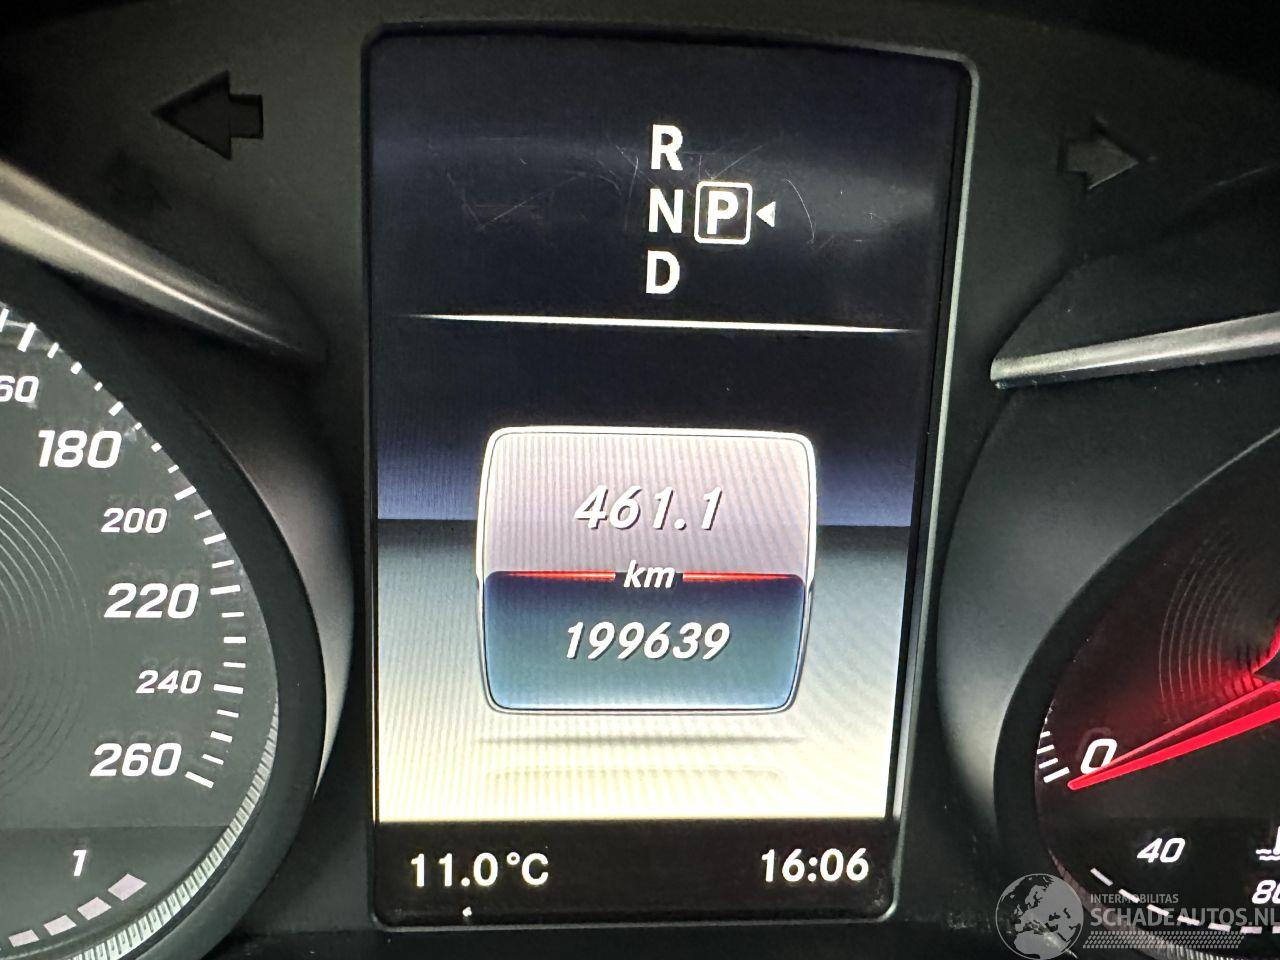 R
N P
D
60
180
200
220
240
260
1
461.1
km
199639
11.0°C
16:06
0
40
80
INTERMOBILITAS
SCHADEAUTOS.NL